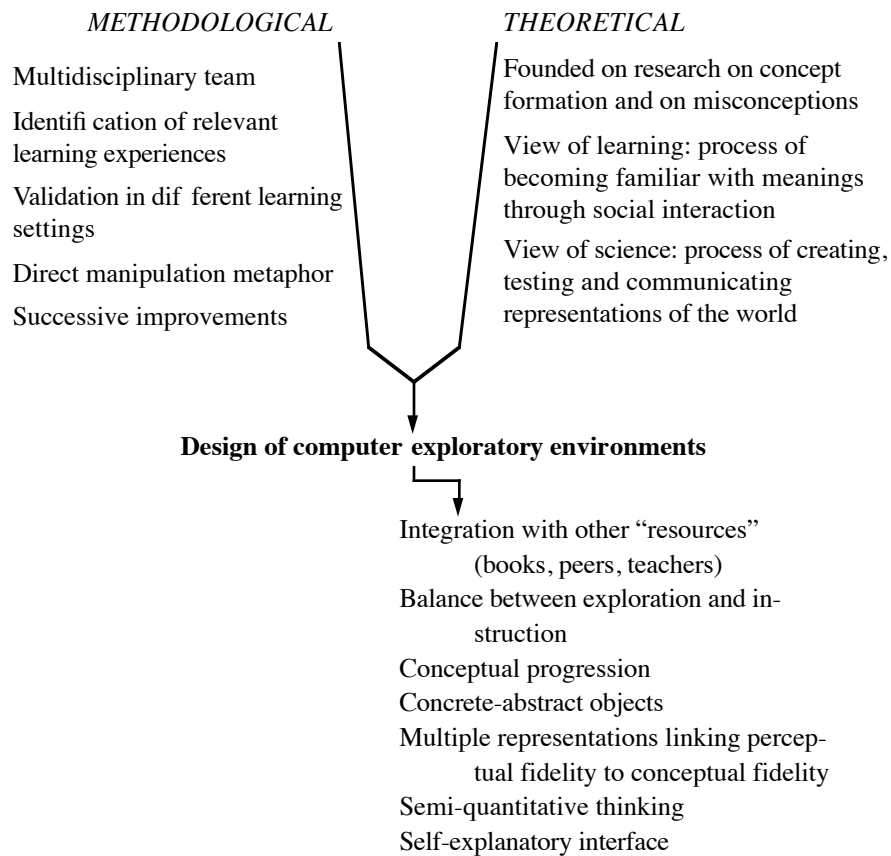 METHODOLOGICAL
Multidisciplinary team
Identifi cation of relevant
learning experiences
Validation in dif ferent learning
settings
Direct manipulation metaphor
Successive improvements
THEORETICAL
Founded on research on concept
formation and on misconceptions
View of learning: process of
becoming familiar with meanings
through social interaction
View of science: process of creating,
testing and communicating
representations of the world
Design of computer exploratory environments
Integration with other “resources”
(books, peers, teachers)
Balance between exploration and in-
struction
Conceptual progression
Concrete-abstract objects
Multiple representations linking percep-
tual fidelity to conceptual fidelity
Semi-quantitative thinking
Self-explanatory interface